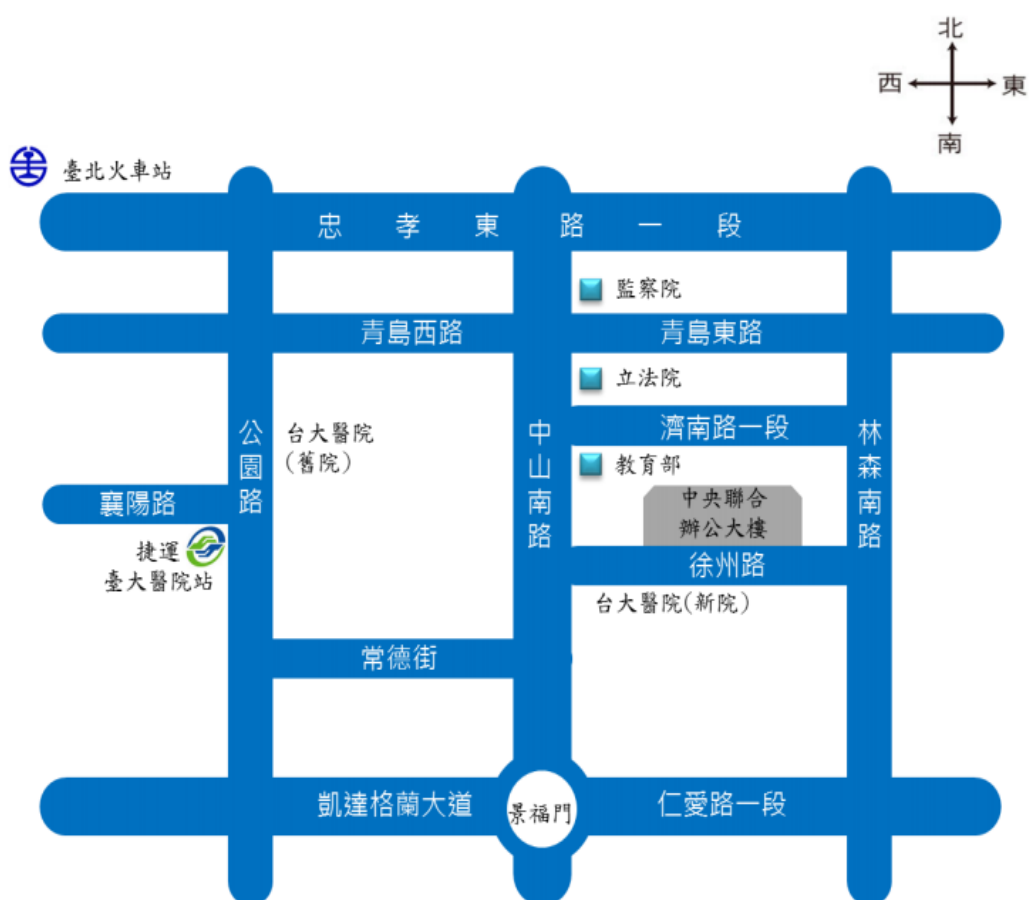 北
西
東
南
臺北火車站
忠孝東路一段
監察院
青島西路
青島東路
立法院
公園路
台大醫院
(舊院)
中山南路
濟南路一段
林森南路
教育部
襄陽路
中央聯合
辦公大樓
捷運
臺大醫院站
徐州路
台大醫院(新院)
常德街
凱達格蘭大道
景福門
仁愛路一段